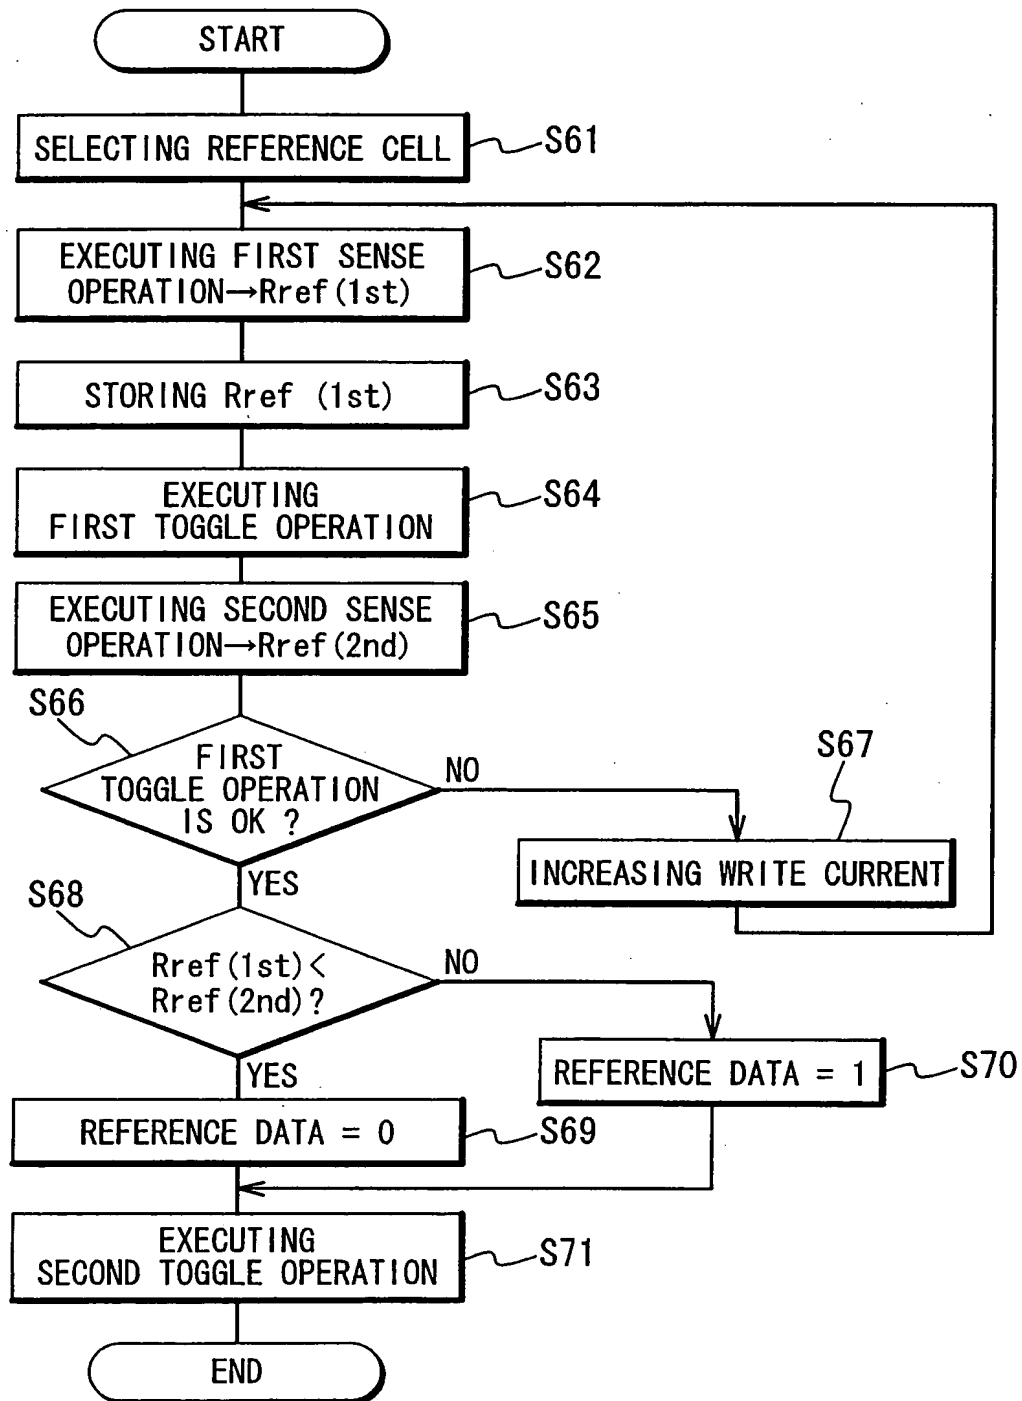 START
SELECTING REFERENCE CELL
S61
EXECUTING FIRST SENSE
OPERATION→Rref(1st)
S62
STORING Rref (1st)
S63
EXECUTING
FIRST TOGGLE OPERATION
S64
EXECUTING SECOND SENSE
OPERATION→Rref(2nd)
S65
S66
FIRST
TOGGLE OPERATION
IS OK ?
NO
S67
INCREASING WRITE CURRENT
YES
S68
Rref(1st)<
Rref(2nd)?
NO
REFERENCE DATA = 1
S70
YES
REFERENCE DATA = 0
S69
EXECUTING
SECOND TOGGLE OPERATION
S71
END